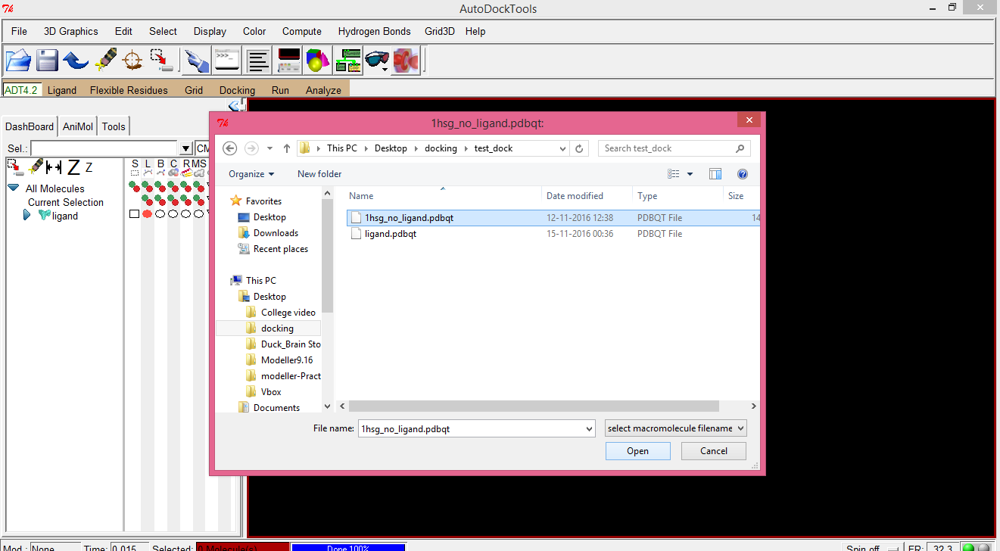 AutoDockTools
File 3D Graphics Edit Select Display Color Compute Hydrogen Bonds Grid3D Help
>>>_
ADT4.2 Ligand Flexible Residues Grid Docking Run Analyze
DashBoard AniMol Tools
Sel.: CM
Z Z S L B C R MS
All Molecules
Current Selection
ligand
1hsg_no_ligand.pdbqt:
This PC Desktop docking test_dock Search test_dock
Organize New folder
Favorites
Desktop
Downloads
Recent places
This PC
Desktop
College video
docking
Duck_Brain Sto
Modeller9.16
modeller-Pract
Vbox
Documents
Name Date modified Type Size
1hsg_no_ligand.pdbqt 12-11-2016 12:38 PDBQT File 14
ligand.pdbqt 15-11-2016 00:36 PDBQT File
File name: 1hsg_no_ligand.pdbqt select macromolecule filename
Open Cancel
Mod.: None Time: 0.015 Selected: 0 Molecule(s) Done 100% Spin off FR: 32.3